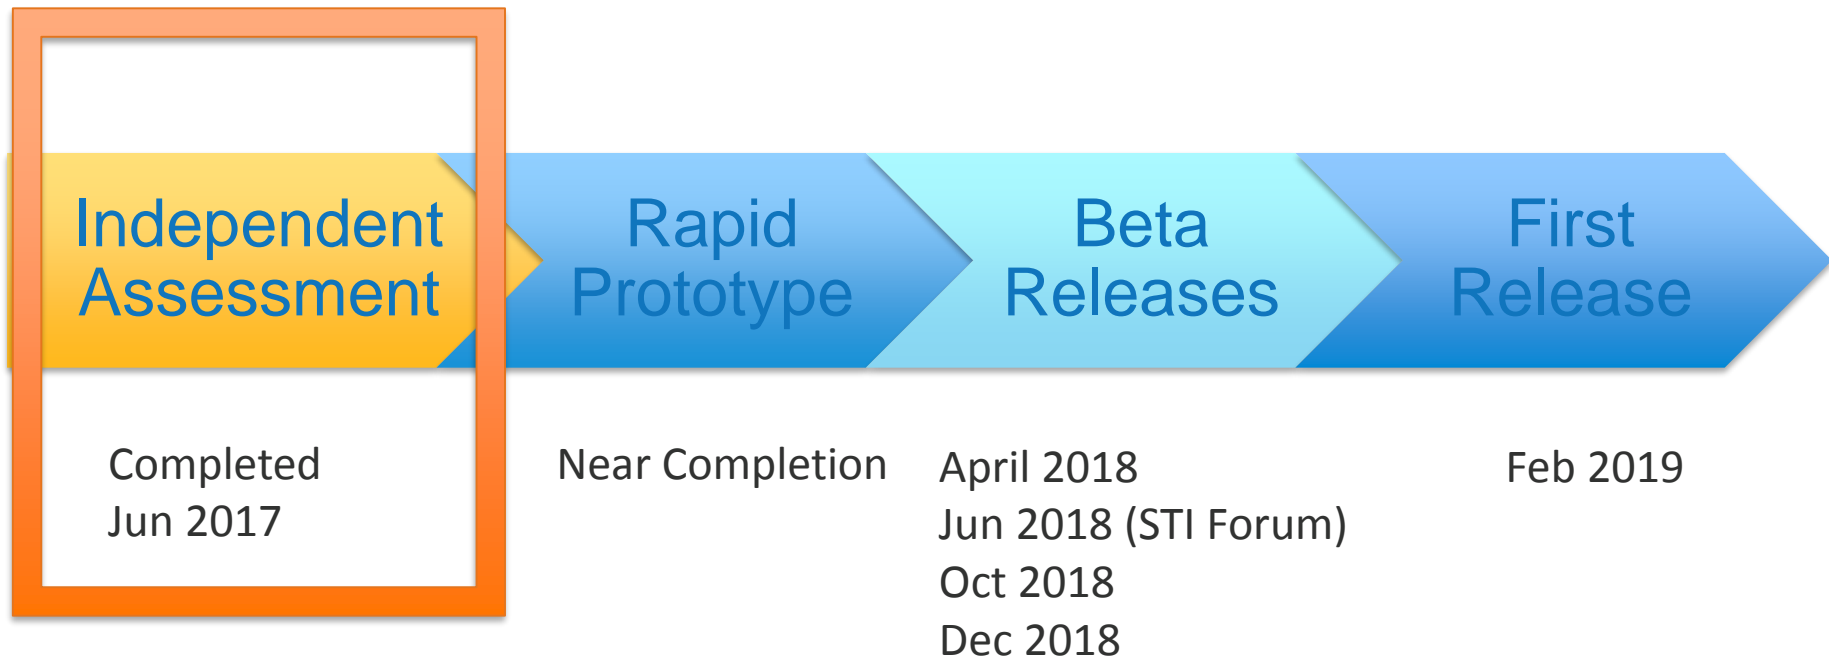 Independent
Assessment
Rapid
Prototype
Beta
Releases
First
Release
Completed
Jun 2017
Near Completion
April 2018
Jun 2018 (STI Forum)
Oct 2018
Dec 2018
Feb 2019